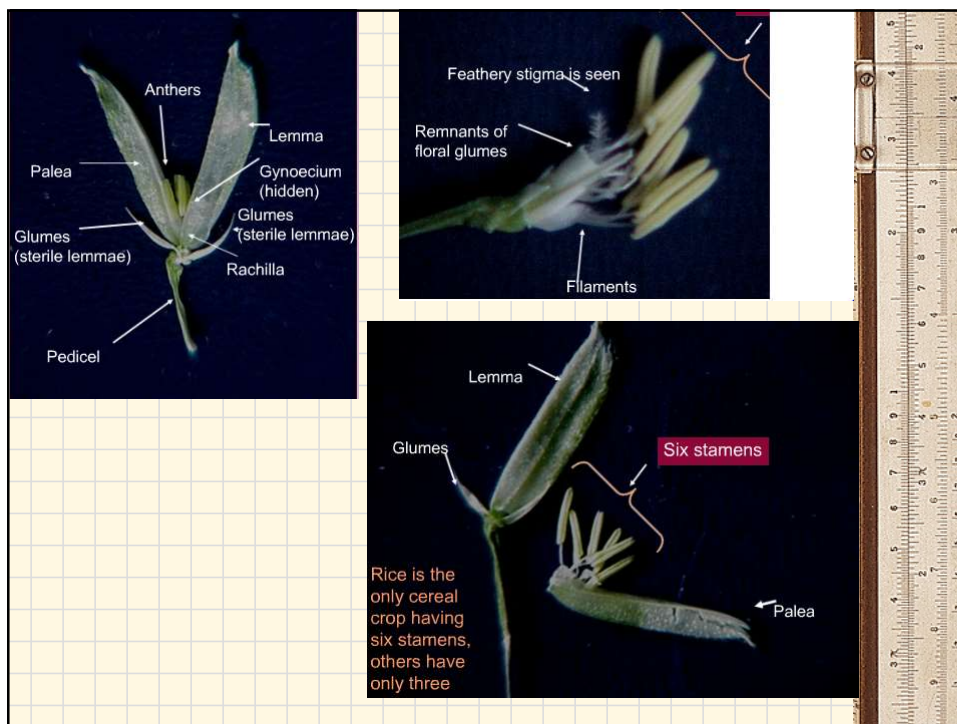 Anthers
Lemma
Palea
Gynoecium
(hidden)
Glumes
(sterile lemmae)
Glumes
(sterile lemmae)
Rachilla
Pedicel
Feathery stigma is seen
Remnants of
floral glumes
Filaments
Lemma
Glumes
Six stamens
Rice is the
only cereal
crop having
six stamens,
others have
only three
Palea